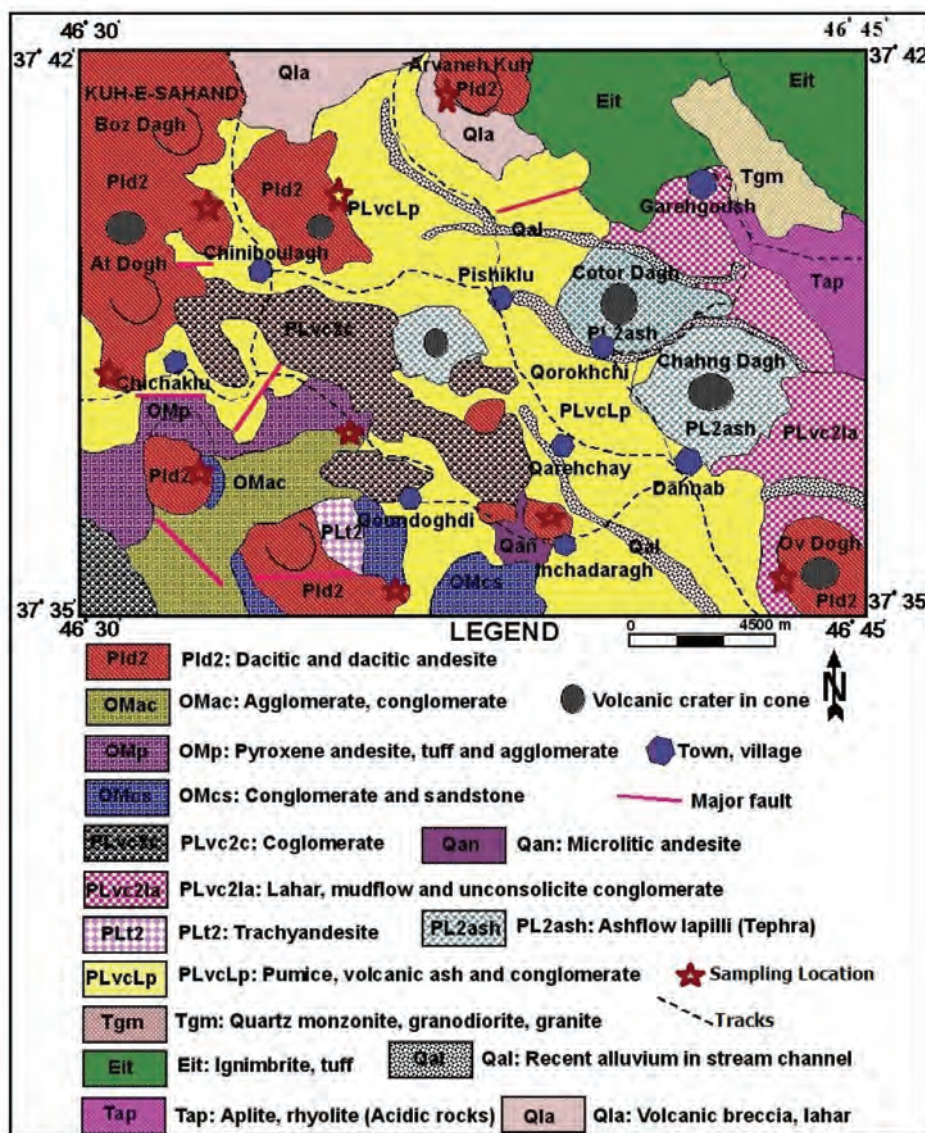 46° 30
46° 45
37° 42
37° 42
Qla
Arvaneh Kuh
Pld2
Eit
Eit
KUH-E-SAHAND
Boz Dagh
Qla
Tgm
Pld2
Pld2
PLvcLp
Garehgoush
Qal
Chiniboulagh
At Dogh
Pishiklu
Cotor Dagh
Tap
PLvc2c
PL2ash
Chahng Dagh
Qorokhchi
Chichaklu
OMp
PLvcLp
PL2ash
PLvc2la
Pld2
OMac
Qarehchay
Dahnab
Qoundoghdi
PLt2
Qan
Qal
Ov Dogh
Inchadaragh
Pld2
OMcs
Pld2
37° 35
37° 35
46° 30
LEGEND
0 4500 m
46° 45
N
Pld2 Pld2: Dacitic and dacitic andesite
OMac OMac: Agglomerate, conglomerate
Volcanic crater in cone
OMp OMp: Pyroxene andesite, tuff and agglomerate
Town, village
OMcs OMcs: Conglomerate and sandstone
Major fault
PLvc2c PLvc2c: Coglomerate
Qan Qan: Microlitic andesite
PLvc2la PLvc2la: Lahar, mudflow and unconsolicite conglomerate
PLt2 PLt2: Trachyandesite
PL2ash PL2ash: Ashflow lapilli (Tephra)
PLvcLp PLvcLp: Pumice, volcanic ash and conglomerate
Sampling Location
Tgm Tgm: Quartz monzonite, granodiorite, granite
Tracks
Eit Eit: Ignimbrite, tuff
Qal Qal: Recent alluvium in stream channel
Tap Tap: Aplite, rhyolite (Acidic rocks)
Qla Qla: Volcanic breccia, lahar